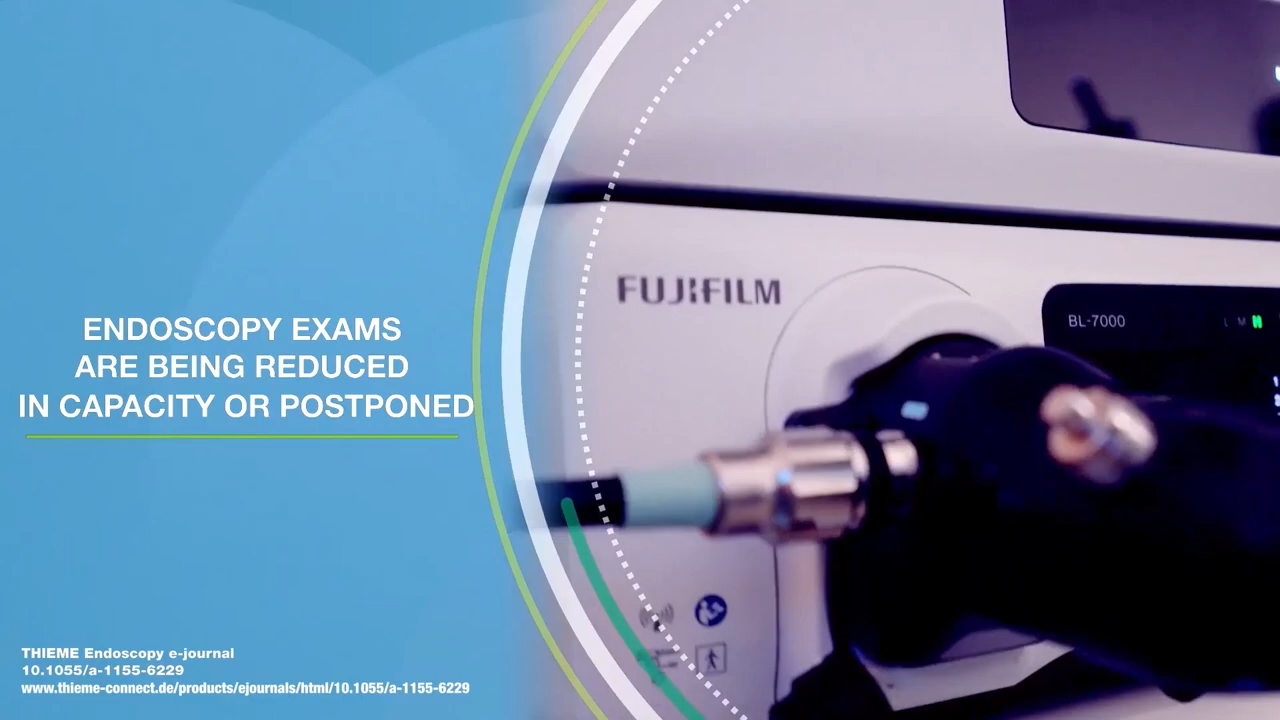 ENDOSCOPY EXAMS
ARE BEING REDUCED
IN CAPACITY OR POSTPONED
THIEME Endoscopy e-journal
10.1055/a-1155-6229
www.thieme-connect.de/products/ejournals/html/10.1055/a-1155-6229
FUJIFILM
BL-7000
L M H